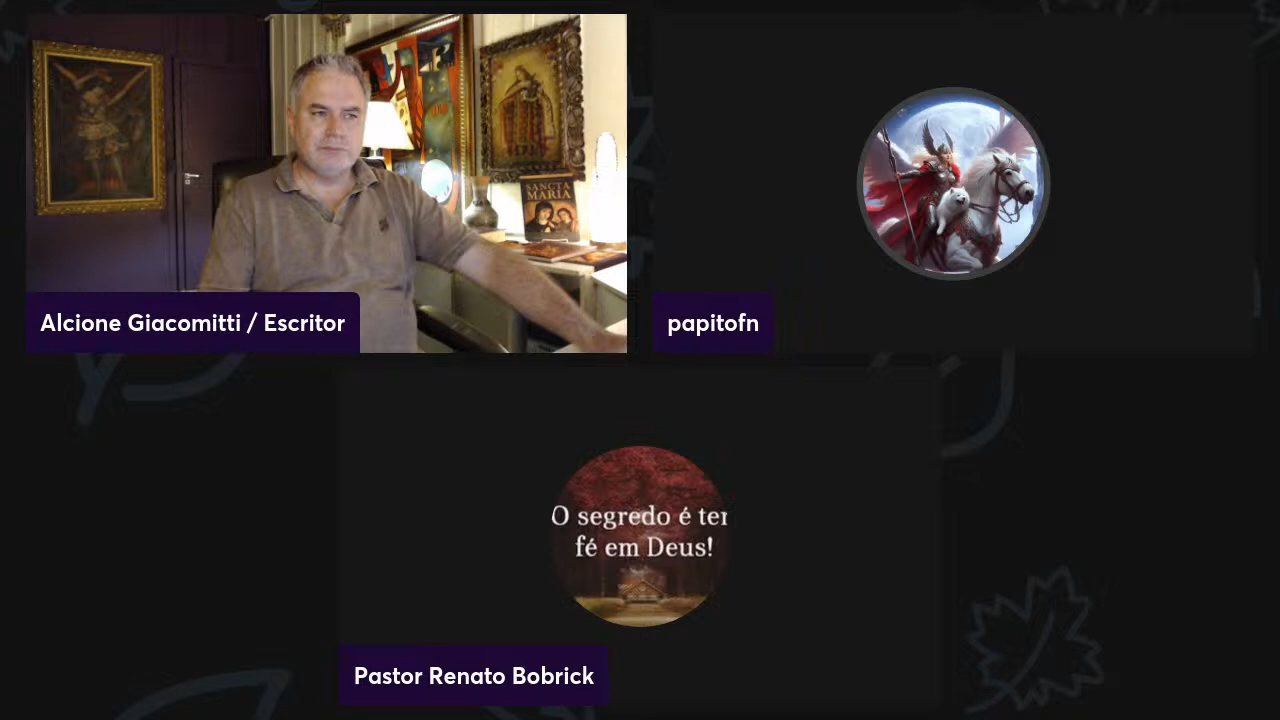 SANCTA
MARIA
Alcione Giacomitti / Escritor
papitofn
O segredo é ter
fé em Deus!
Pastor Renato Bobrick